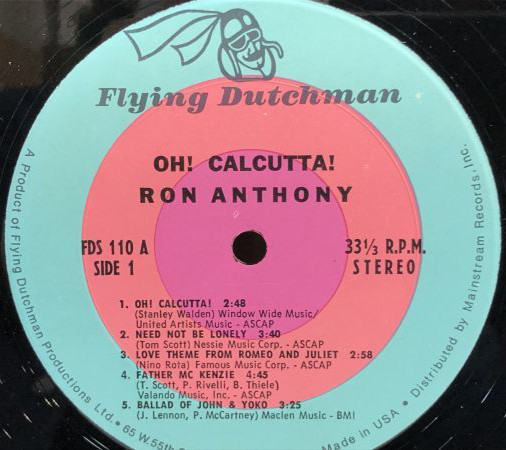 Flying Dutchman
OH! CALCUTTA!
RON ANTHONY
FDS 110 A
SIDE 1
33⅓ R.P.M.
STEREO
1. OH! CALCUTTA! 2:48
(Stanley Walden) Window Wide Music/
United Artists Music - ASCAP
2. NEED NOT BE LONELY 3:40
(Tom Scott) Nessie Music Corp. - ASCAP
3. LOVE THEME FROM ROMEO AND JULIET 2:58
(Nino Rota) Famous Music Corp. - ASCAP
4. FATHER MC KENZIE 4:45
(T. Scott, P. Rivelli, B. Thiele)
Valando Music, Inc. - ASCAP
5. BALLAD OF JOHN & YOKO 3:25
(J. Lennon, P. McCartney) Maclen Music - BMI
A Product of Flying Dutchman Productions Ltd • 65 W. 55th
Made in USA • Distributed by Mainstream Records, Inc.